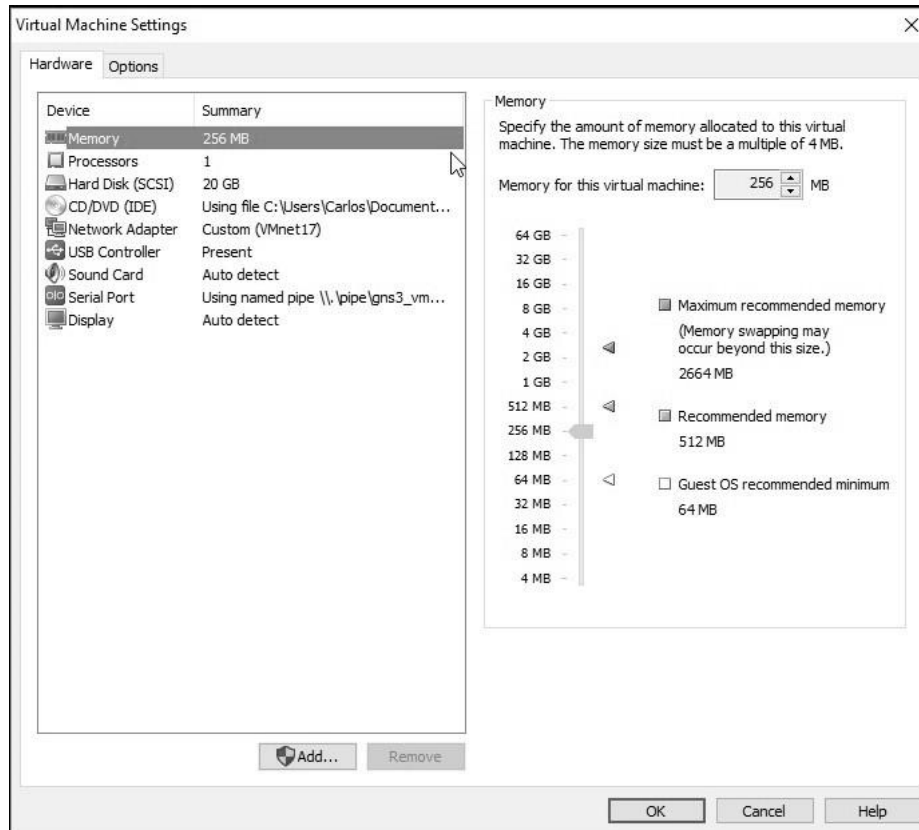 Virtual Machine Settings
Hardware Options
Device Summary
Memory 256 MB
Processors 1
Hard Disk (SCSI) 20 GB
CD/DVD (IDE) Using file C:\Users\Carlos\Document...
Network Adapter Custom (VMnet17)
USB Controller Present
Sound Card Auto detect
Serial Port Using named pipe \\.\pipe\gns3_vm...
Display Auto detect
Add... Remove
Memory
Specify the amount of memory allocated to this virtual
machine. The memory size must be a multiple of 4 MB.
Memory for this virtual machine: 256 MB
64 GB
32 GB
16 GB
8 GB
4 GB
2 GB
1 GB
512 MB
256 MB
128 MB
64 MB
32 MB
16 MB
8 MB
4 MB
Maximum recommended memory
(Memory swapping may
occur beyond this size.)
2664 MB
Recommended memory
512 MB
Guest OS recommended minimum
64 MB
OK Cancel Help